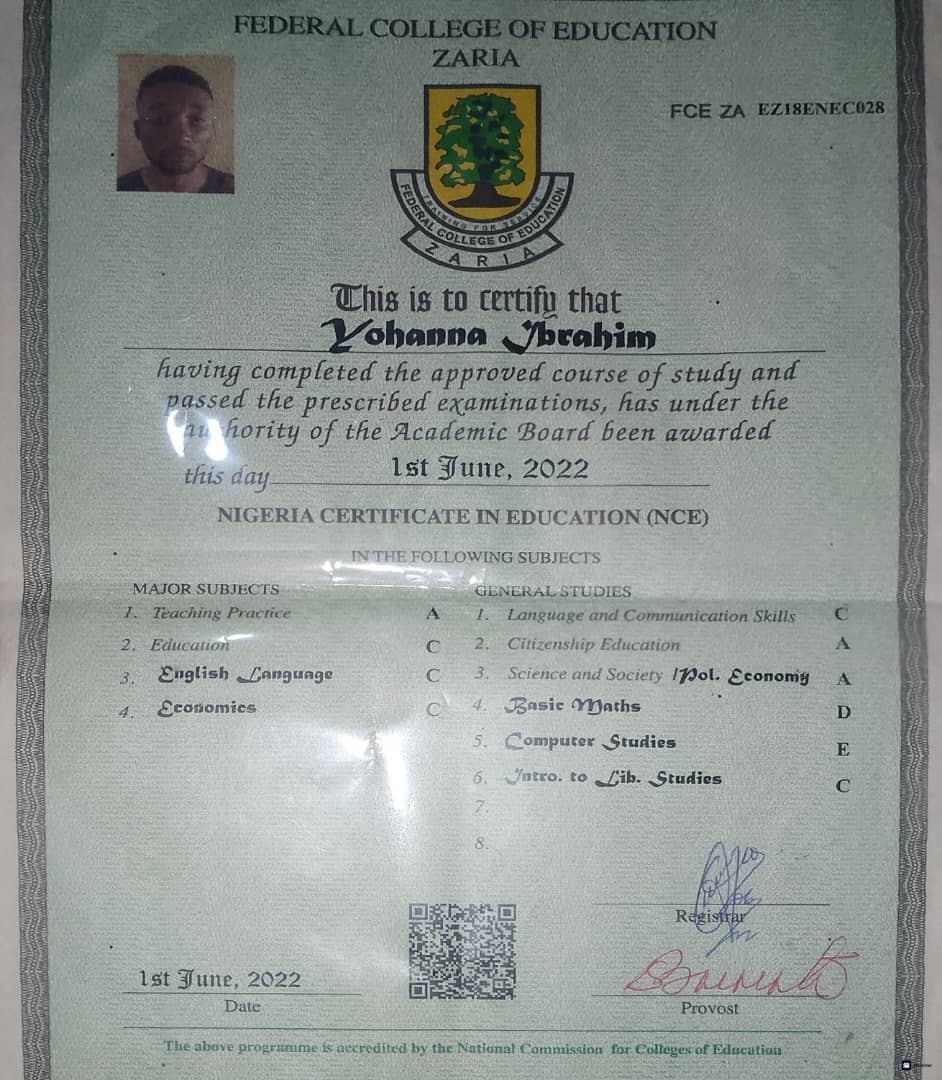 FEDERAL COLLEGE OF EDUCATION
ZARIA
FCE ZA EZ18ENEC028
TRAINING FOR SERVICE
FEDERAL COLLEGE OF EDUCATION
ZARIA
This is to certify that
Yohanna Ibrahim
having completed the approved course of study and
passed the prescribed examinations, has under the
authority of the Academic Board been awarded
this day 1st June, 2022
NIGERIA CERTIFICATE IN EDUCATION (NCE)
IN THE FOLLOWING SUBJECTS
MAJOR SUBJECTS
1. Teaching Practice A
2. Education C
3. English Language C
4. Economics C
GENERAL STUDIES
1. Language and Communication Skills C
2. Citizenship Education A
3. Science and Society /Pol. Economy A
4. Basic Maths D
5. Computer Studies E
6. Intro. to Lib. Studies C
7.
8.
Registrar
1st June, 2022
Date
Provost
The above programme is accredited by the National Commission for Colleges of Education